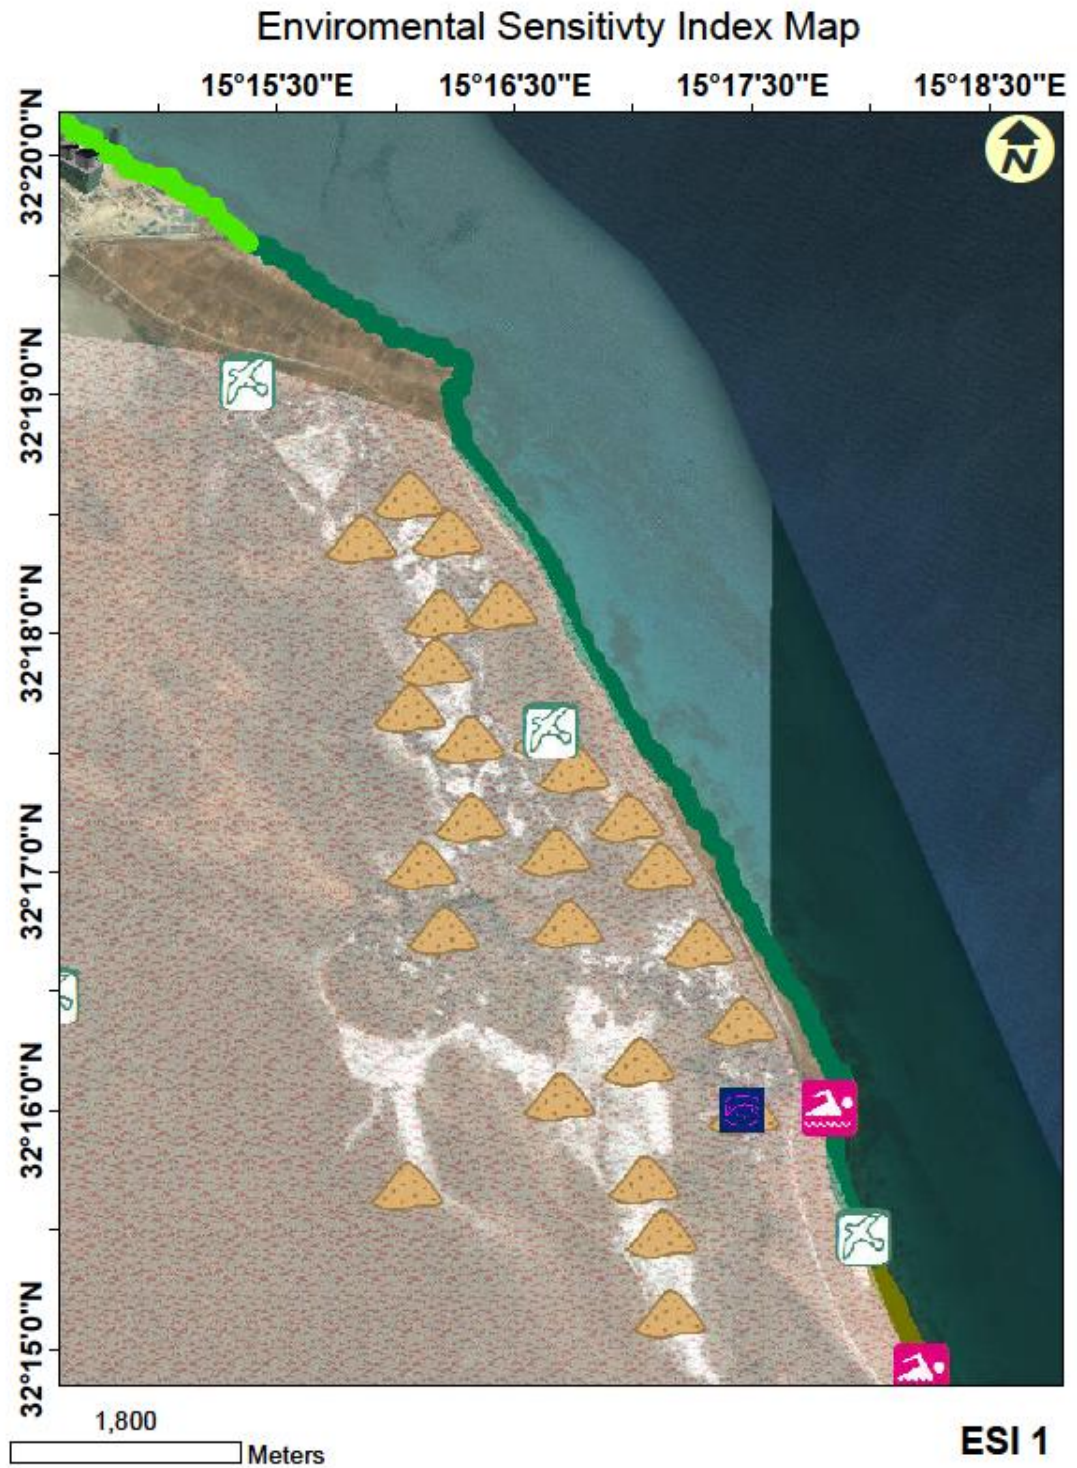 Enviromental Sensitivty Index Map
15°15'30"E 15°16'30"E 15°17'30"E 15°18'30"E
N
32°20'0"N
32°19'0"N
32°18'0"N
32°17'0"N
32°16'0"N
32°15'0"N
1,800
Meters
ESI 1